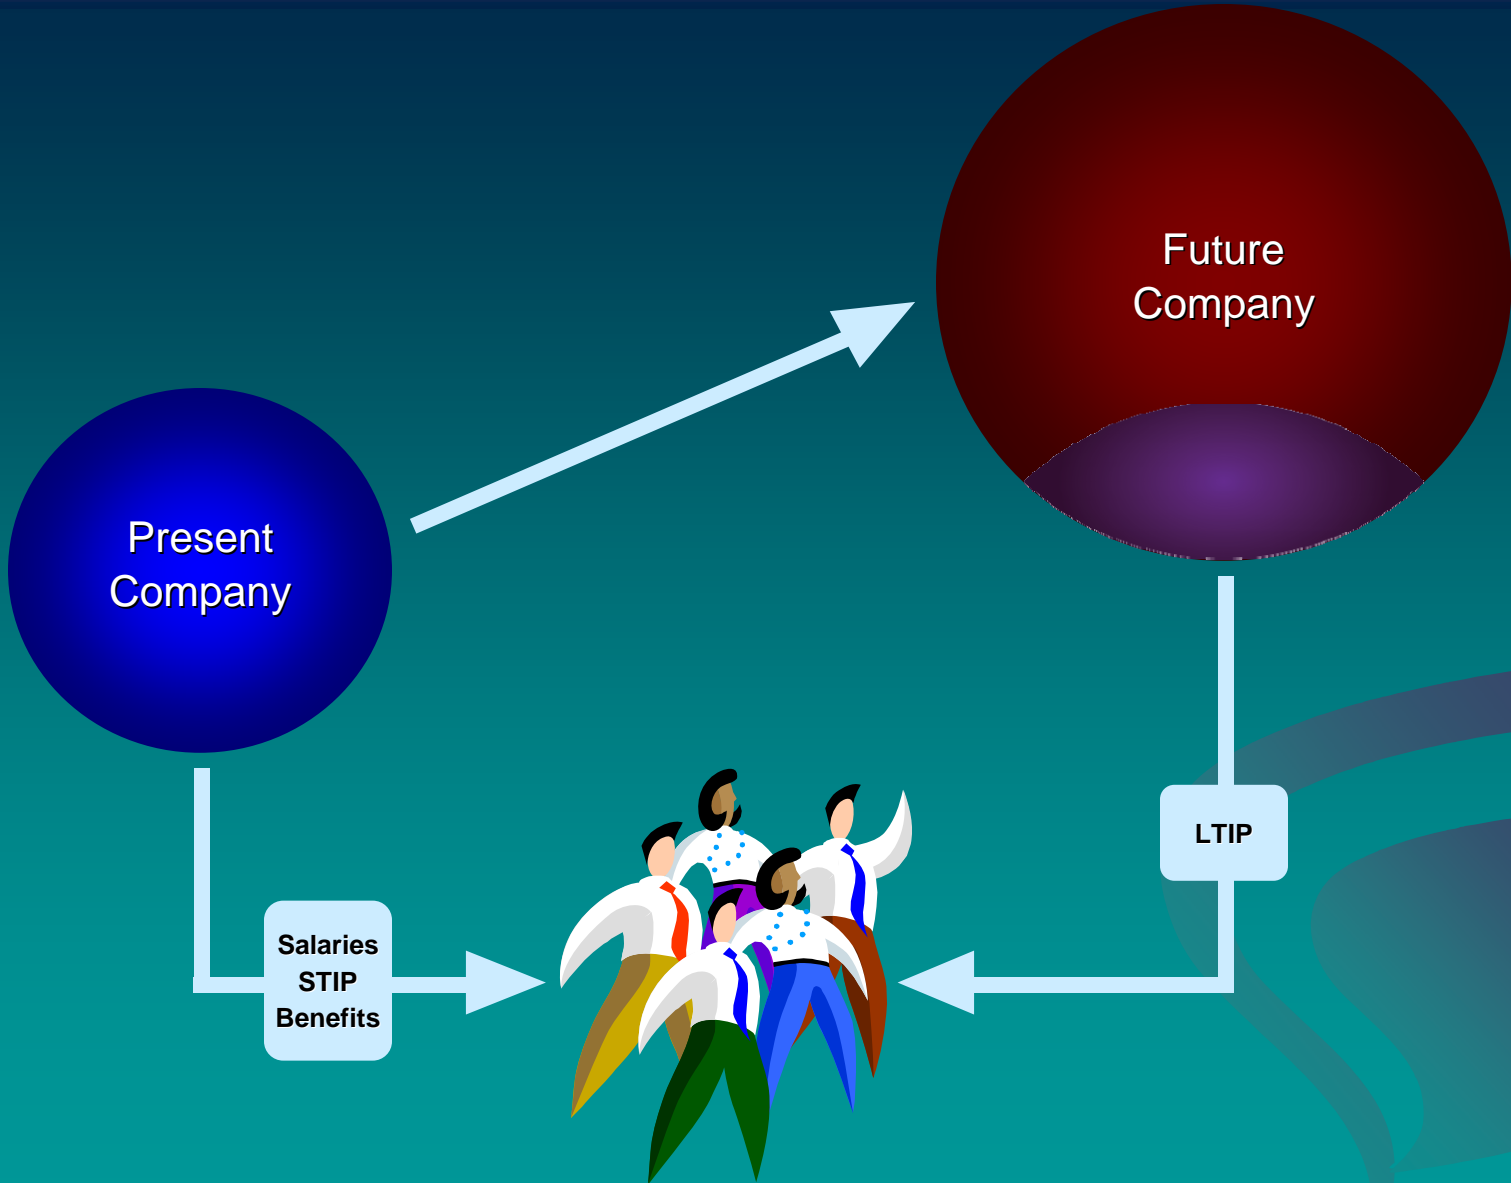 Future
Company
Present
Company
LTIP
Salaries
STIP
Benefits